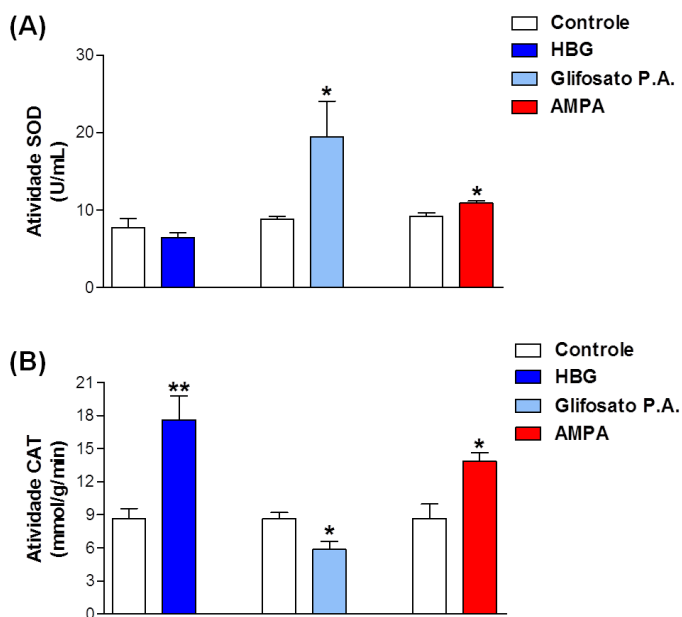 (A)
Controle
HBG
Glifosato P.A.
AMPA
Atividade SOD
(U/mL)
30
20
10
0
*
*
(B)
Controle
HBG
Glifosato P.A.
AMPA
Atividade CAT
(mmol/g/min)
21
18
15
12
9
6
3
0
**
*
*